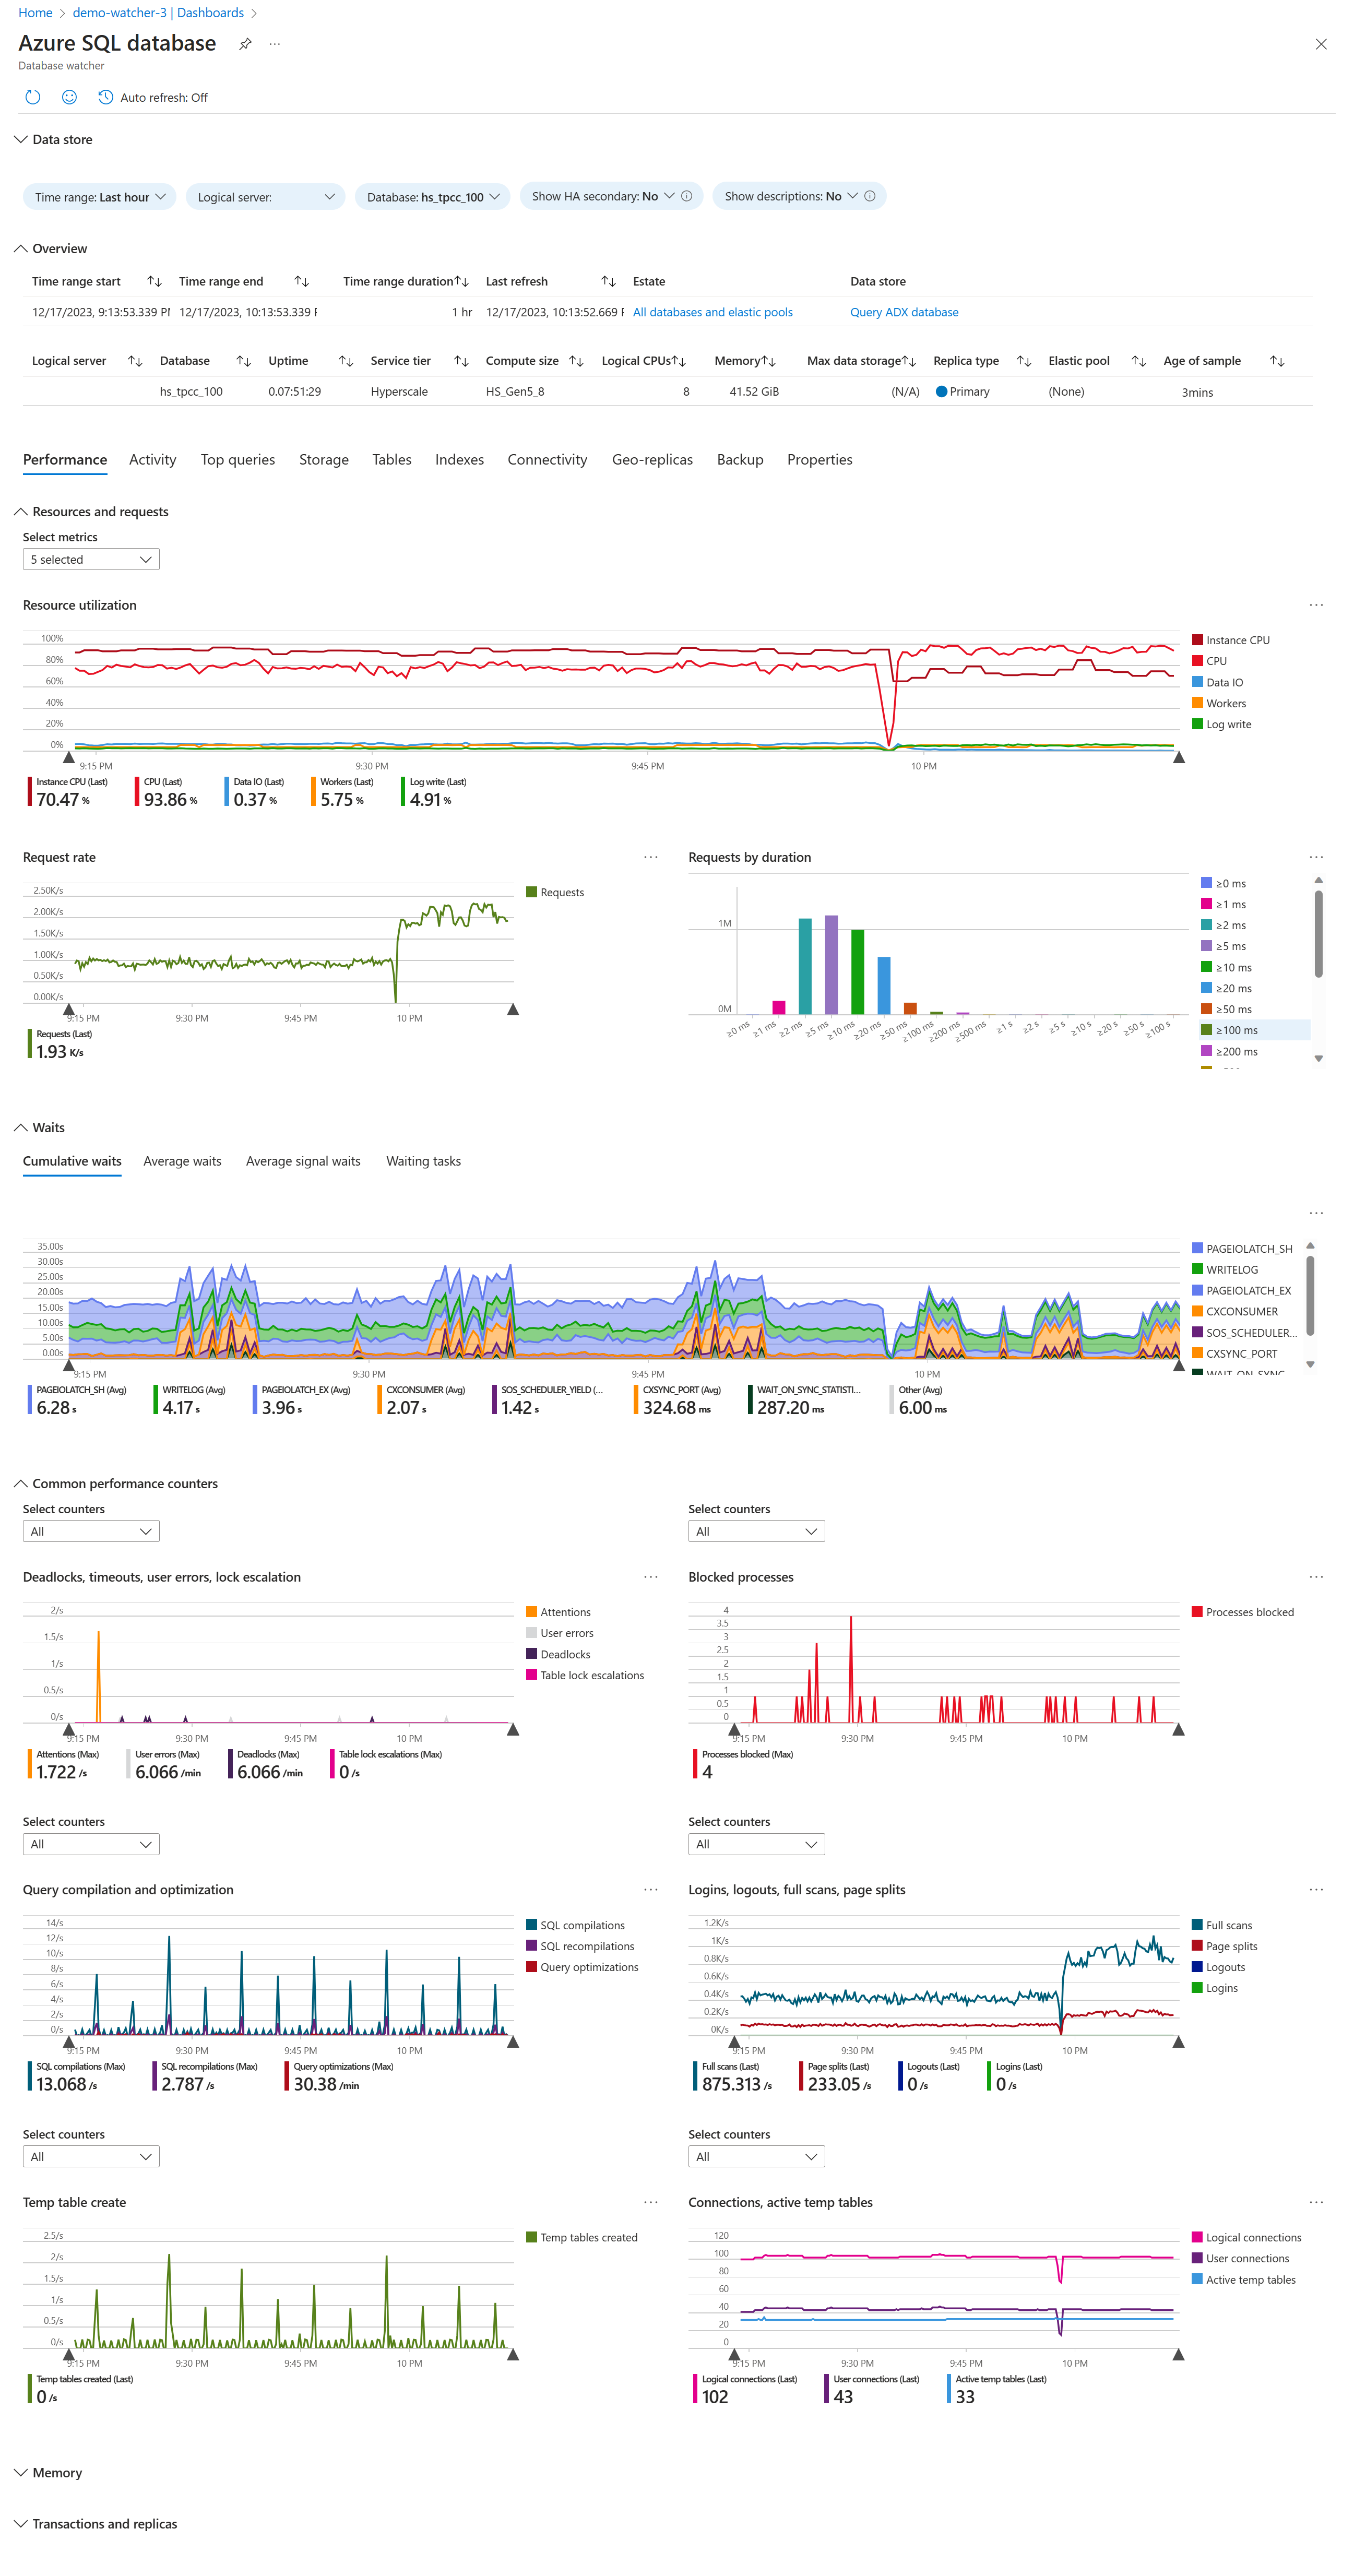 Home > demo-watcher-3 | Dashboards >
Azure SQL database ...
Database watcher
Auto refresh: Off
Data store
Time range: Last hour
Logical server:
Database: hs_tpcc_100
Show HA secondary: No
Show descriptions: No
Overview
Time range start Time range end Time range duration Last refresh Estate Data store
12/17/2023, 9:13:53.339 PM 12/17/2023, 10:13:53.339 1 hr 12/17/2023, 10:13:52.669 All databases and elastic pools Query ADX database
Logical server Database Uptime Service tier Compute size Logical CPUs Memory Max data storage Replica type Elastic pool Age of sample
hs_tpcc_100 0.07:51:29 Hyperscale HS_Gen5_8 8 41.52 GiB (N/A) Primary (None) 3mins
Performance Activity Top queries Storage Tables Indexes Connectivity Geo-replicas Backup Properties
Resources and requests
Select metrics
5 selected
Resource utilization
100%
80%
60%
40%
20%
0%
9:15 PM 9:30 PM 9:45 PM 10 PM
Instance CPU
CPU
Data IO
Workers
Log write
Instance CPU (Last) CPU (Last) Data IO (Last) Workers (Last) Log write (Last)
70.47 % 93.86 % 0.37 % 5.75 % 4.91 %
Request rate
2.50K/s
2.00K/s
1.50K/s
1.00K/s
0.50K/s
0.00K/s
9:15 PM 9:30 PM 9:45 PM 10 PM
Requests
Requests (Last)
1.93 K/s
Requests by duration
1M
0M
≥0 ms ≥1 ms ≥2 ms ≥5 ms ≥10 ms ≥20 ms ≥50 ms ≥100 ms ≥200 ms ≥500 ms ≥1 s ≥2 s ≥5 s ≥10 s ≥20 s ≥50 s ≥100 s
≥0 ms
≥1 ms
≥2 ms
≥5 ms
≥10 ms
≥20 ms
≥50 ms
≥100 ms
≥200 ms
Waits
Cumulative waits Average waits Average signal waits Waiting tasks
35.00s
30.00s
25.00s
20.00s
15.00s
10.00s
5.00s
0.00s
9:15 PM 9:30 PM 9:45 PM 10 PM
PAGEIOLATCH_SH
WRITELOG
PAGEIOLATCH_EX
CXCONSUMER
SOS_SCHEDULER...
CXSYNC_PORT
WAIT_ON_SYNC
PAGEIOLATCH_SH (Avg) WRITELOG (Avg) PAGEIOLATCH_EX (Avg) CXCONSUMER (Avg) SOS_SCHEDULER_YIELD (... CXSYNC_PORT (Avg) WAIT_ON_SYNC_STATISTI... Other (Avg)
6.28 s 4.17 s 3.96 s 2.07 s 1.42 s 324.68 ms 287.20 ms 6.00 ms
Common performance counters
Select counters
All
Select counters
All
Deadlocks, timeouts, user errors, lock escalation
2/s
1.5/s
1/s
0.5/s
0/s
9:15 PM 9:30 PM 9:45 PM 10 PM
Attentions
User errors
Deadlocks
Table lock escalations
Attentions (Max) User errors (Max) Deadlocks (Max) Table lock escalations (Max)
1.722 /s 6.066 /min 6.066 /min 0 /s
Blocked processes
4
3.5
3
2.5
2
1.5
1
0.5
0
9:15 PM 9:30 PM 9:45 PM 10 PM
Processes blocked
Processes blocked (Max)
4
Select counters
All
Select counters
All
Query compilation and optimization
14/s
12/s
10/s
8/s
6/s
4/s
2/s
0/s
9:15 PM 9:30 PM 9:45 PM 10 PM
SQL compilations
SQL recompilations
Query optimizations
SQL compilations (Max) SQL recompilations (Max) Query optimizations (Max)
13.068 /s 2.787 /s 30.38 /min
Logins, logouts, full scans, page splits
1.2K/s
1K/s
0.8K/s
0.6K/s
0.4K/s
0.2K/s
0K/s
9:15 PM 9:30 PM 9:45 PM 10 PM
Full scans
Page splits
Logouts
Logins
Full scans (Last) Page splits (Last) Logouts (Last) Logins (Last)
875.313 /s 233.05 /s 0 /s 0 /s
Select counters
All
Select counters
All
Temp table create
2.5/s
2/s
1.5/s
1/s
0.5/s
0/s
9:15 PM 9:30 PM 9:45 PM 10 PM
Temp tables created
Temp tables created (Last)
0 /s
Connections, active temp tables
120
100
80
60
40
20
0
9:15 PM 9:30 PM 9:45 PM 10 PM
Logical connections
User connections
Active temp tables
Logical connections (Last) User connections (Last) Active temp tables (Last)
102 43 33
Memory
Transactions and replicas